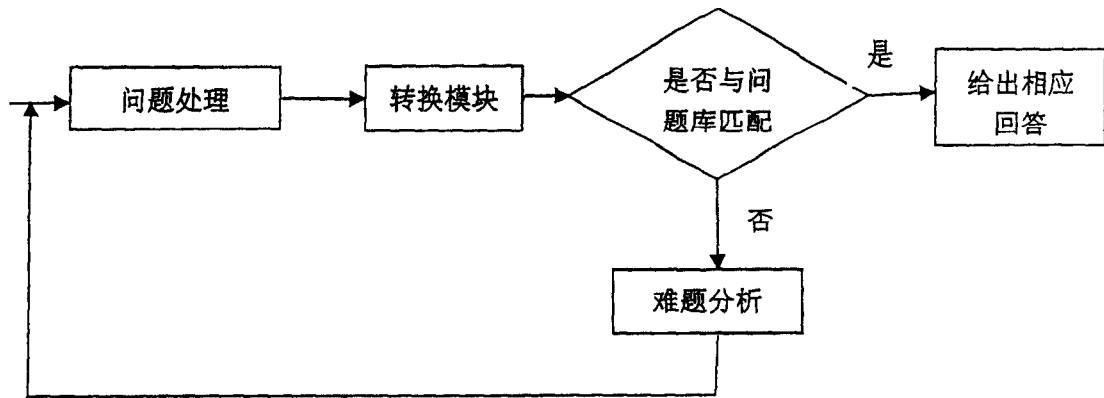 问题处理
转换模块
是否与问
题库匹配
是
给出相应
回答
否
难题分析